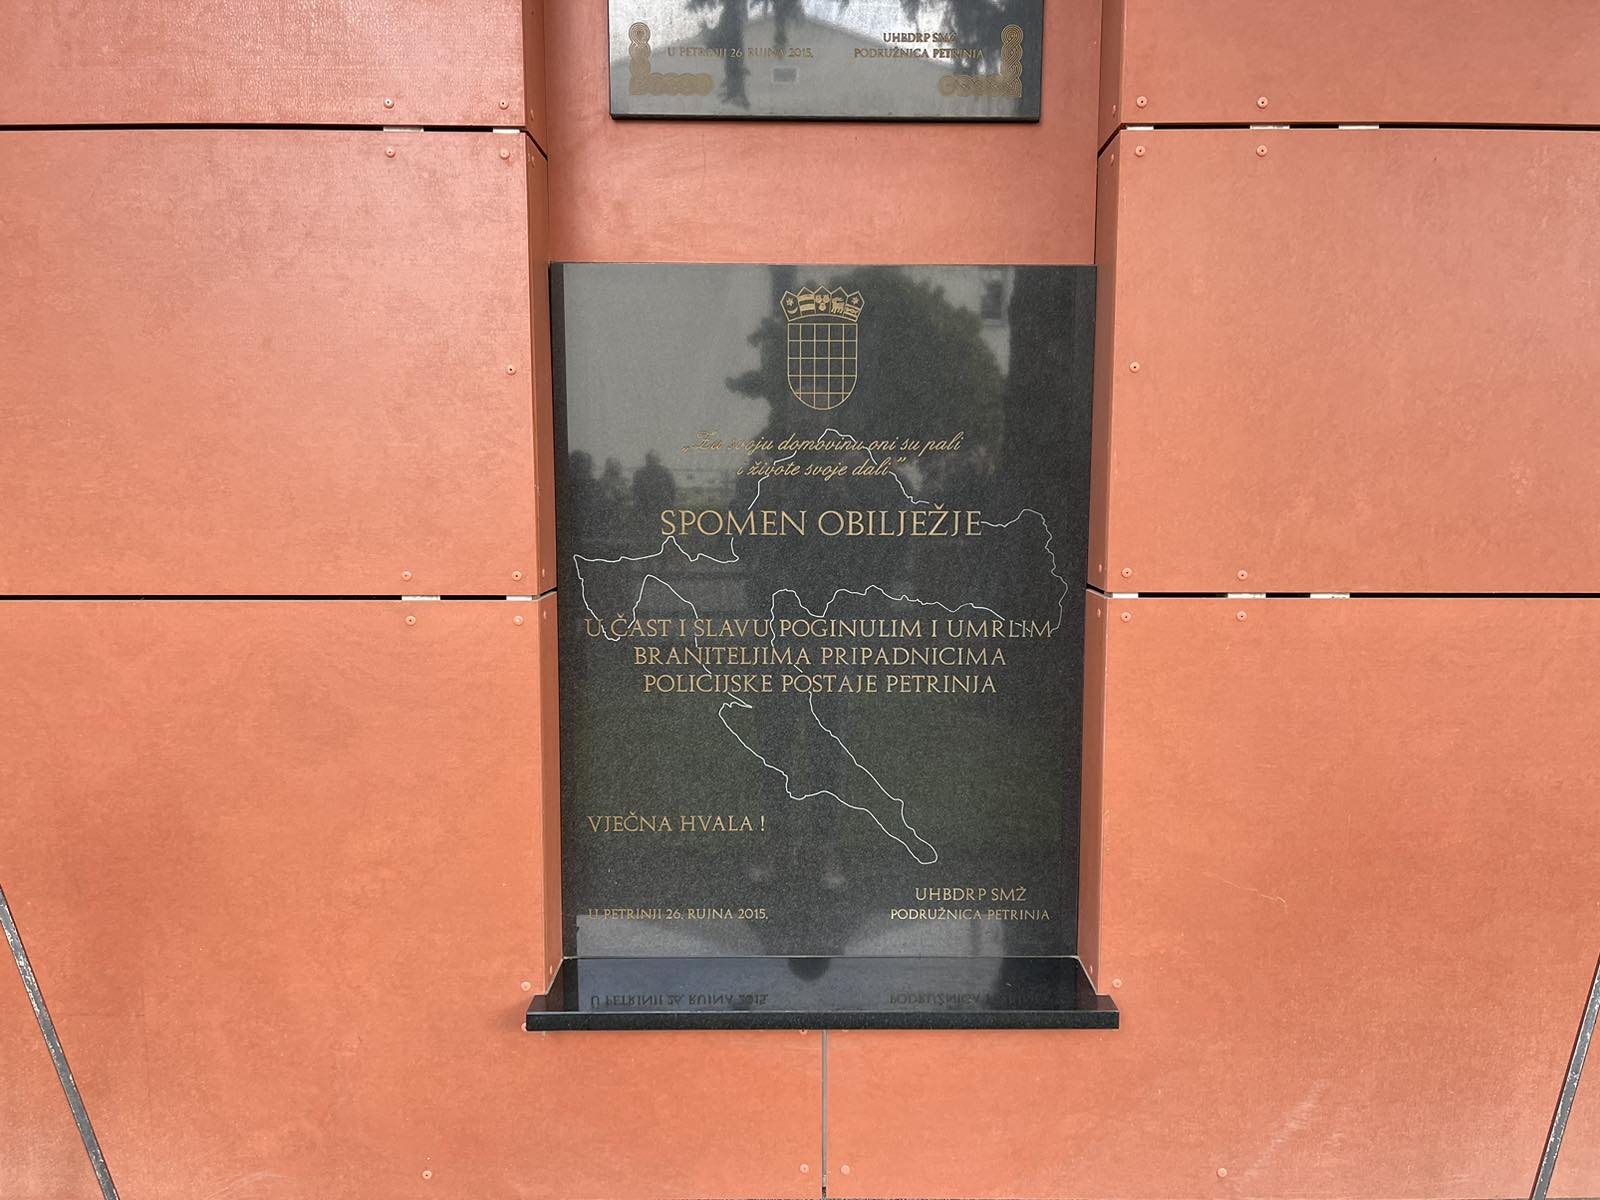 U PETRINJI 26 RUJNA 2015.
UHBDRP SMŽ
PODRUŽNICA PETRINJA
„Za svoju domovinu oni su pali
i živote svoje dali”
SPOMEN OBILJEŽJE
U ČAST I SLAVU POGINULIM I UMRLIM
BRANITELJIMA PRIPADNICIMA
POLICIJSKE POSTAJE PETRINJA
VJEČNA HVALA !
U PETRINJI 26. RUJNA 2015.
UHBDRP SMŽ
PODRUŽNICA PETRINJA